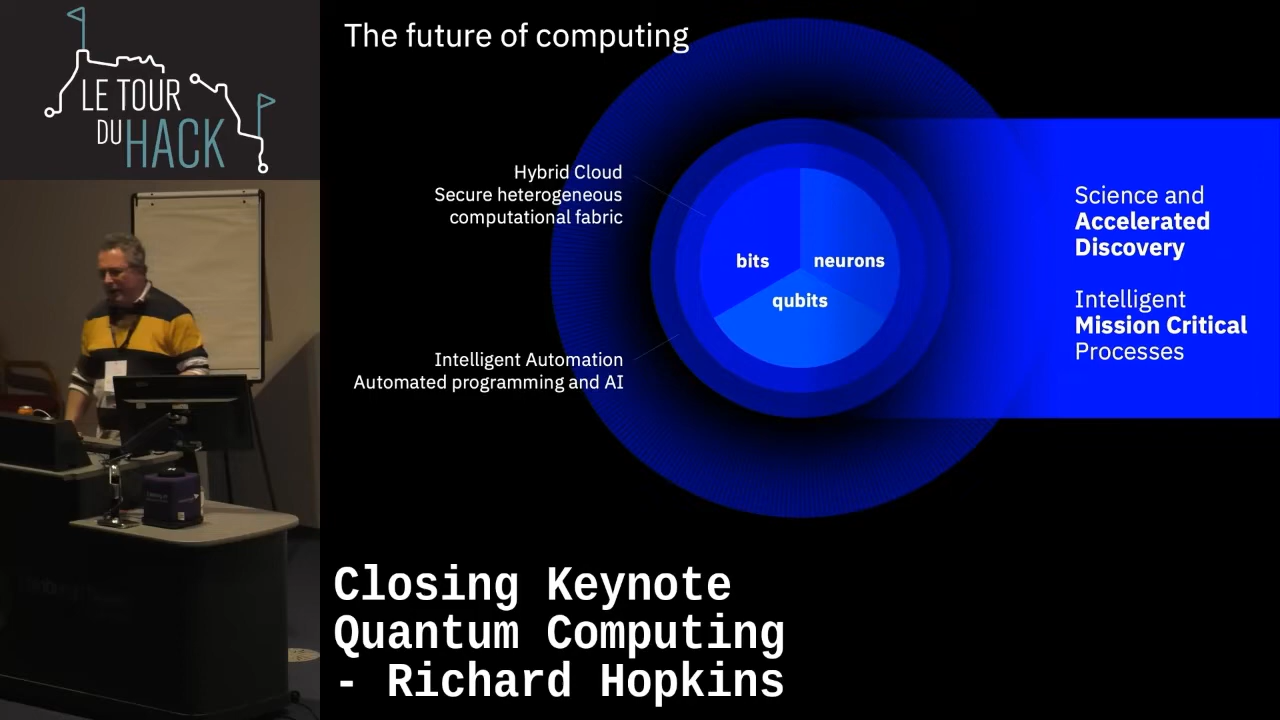 LE TOUR
DU HACK
The future of computing
Hybrid Cloud
Secure heterogeneous
computational fabric
bits
neurons
qubits
Intelligent Automation
Automated programming and AI
Science and
Accelerated
Discovery
Intelligent
Mission Critical
Processes
Closing Keynote
Quantum Computing
- Richard Hopkins